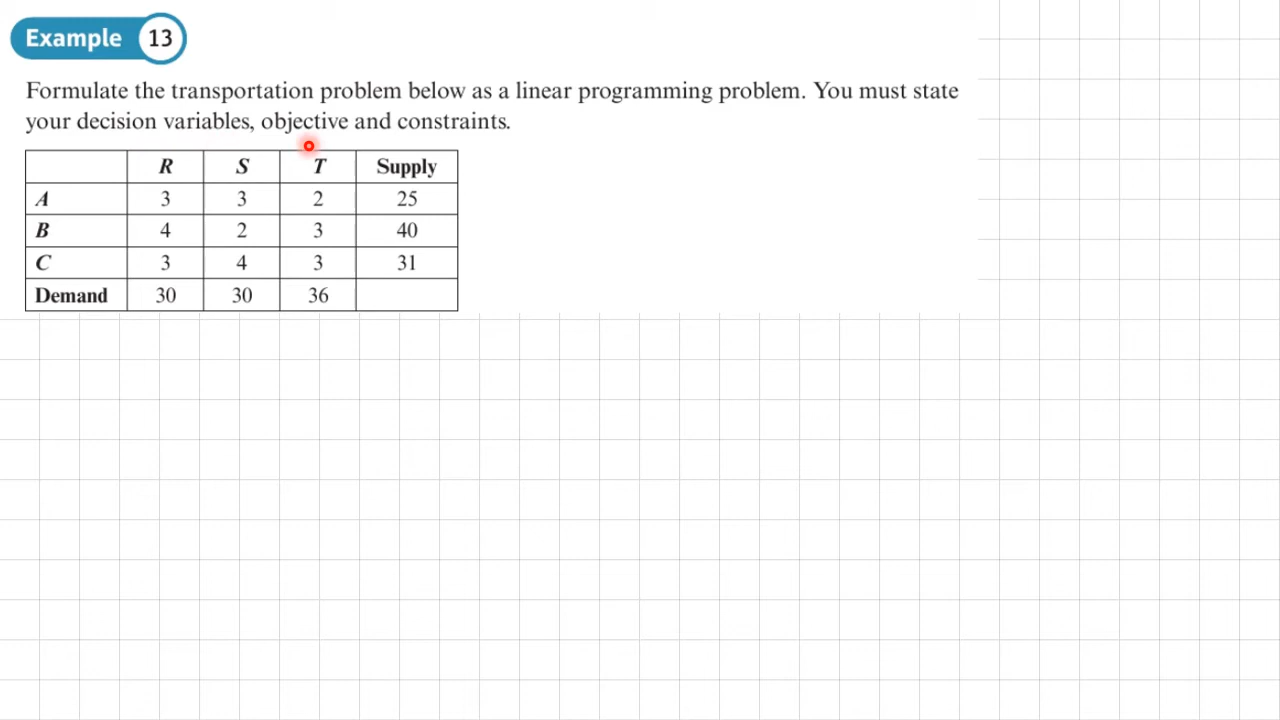 Example 13
Formulate the transportation problem below as a linear programming problem. You must state
your decision variables, objective and constraints.
R S T Supply
A 3 3 2 25
B 4 2 3 40
C 3 4 3 31
Demand 30 30 36